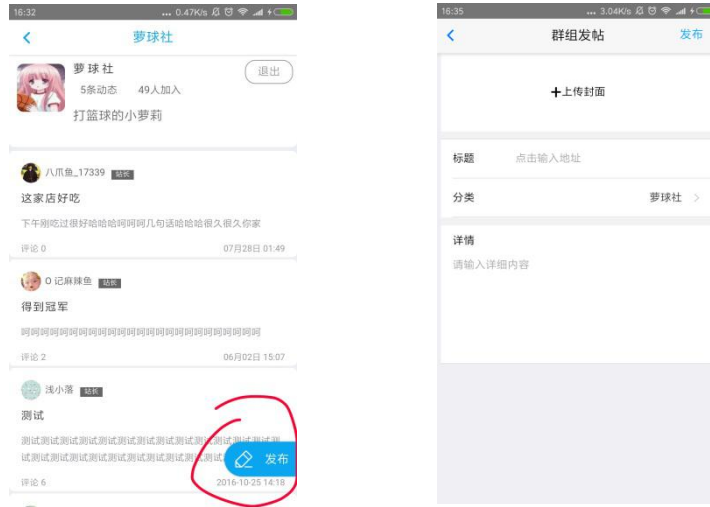 16:32
... 0.47K/s
萝球社
萝球社
退出
5条动态 49人加入
打篮球的小萝莉
八爪鱼_17339 站长
这家店好吃
下午刚吃过很好哈哈哈呵呵呵几句话哈哈哈很久很久你家
评论 0 07月28日 01:49
O 记麻辣鱼 站长
得到冠军
呵呵呵呵呵呵呵呵呵呵呵呵呵呵呵呵呵呵呵呵呵呵呵呵
评论 2 06月02日 15:07
浅小落 站长
测试
测试测试测试测试测试测试测试测试测试测试测试测试测
试测试测试测试测试测试测试测试测试测试
发布
评论 6 2016-10-25 14:18
16:35
... 3.04K/s
群组发帖
发布
+上传封面
标题 点击输入地址
分类 萝球社
详情
请输入详细内容